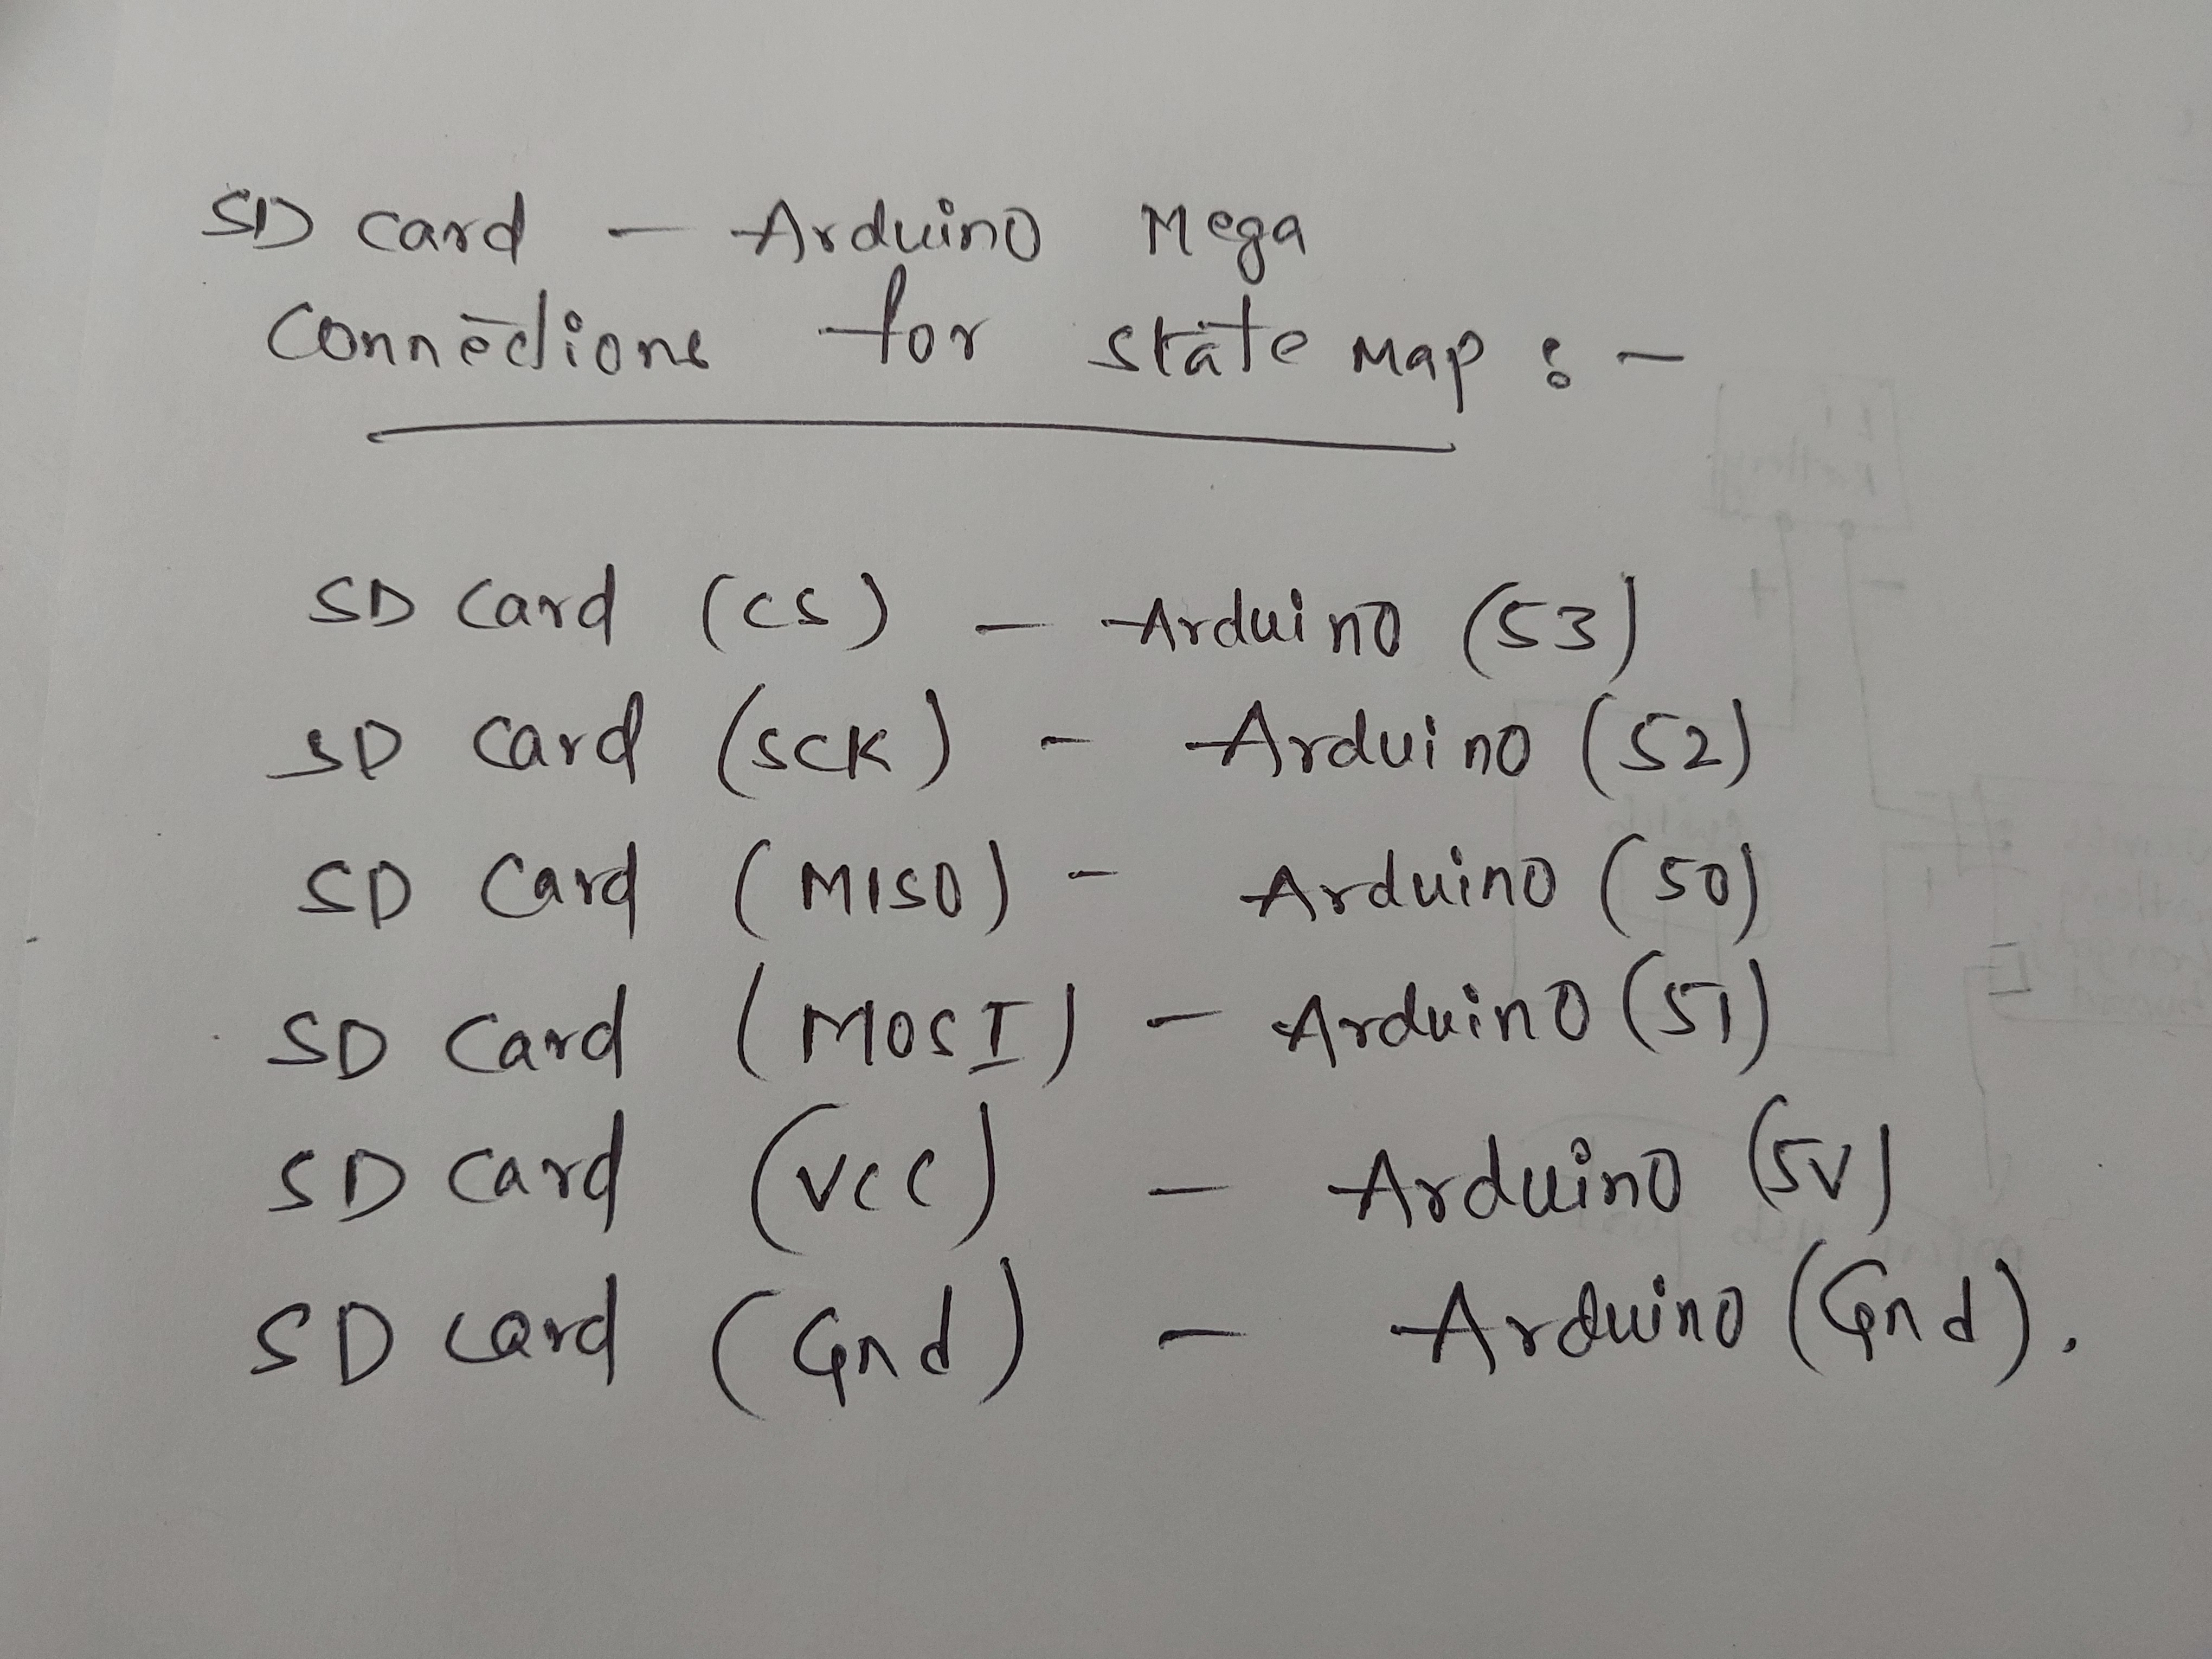 SD Card - Arduino Mega
Connections for State Map : -
SD Card (CS) - Arduino (53)
SD Card (SCK) - Arduino (52)
SD Card (MISO) - Arduino (50)
SD Card (MOSI) - Arduino (51)
SD Card (VCC) - Arduino (5V)
SD Card (Gnd) - Arduino (Gnd).